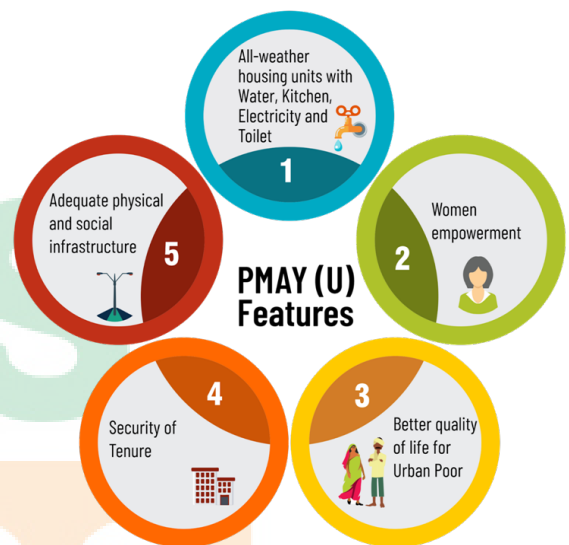 All-weather
housing units with
Water, Kitchen,
Electricity and
Toilet
1
Women
empowerment
2
3
Better quality
of life for
Urban Poor
4
Security of
Tenure
Adequate physical
and social
infrastructure
5
PMAY (U)
Features